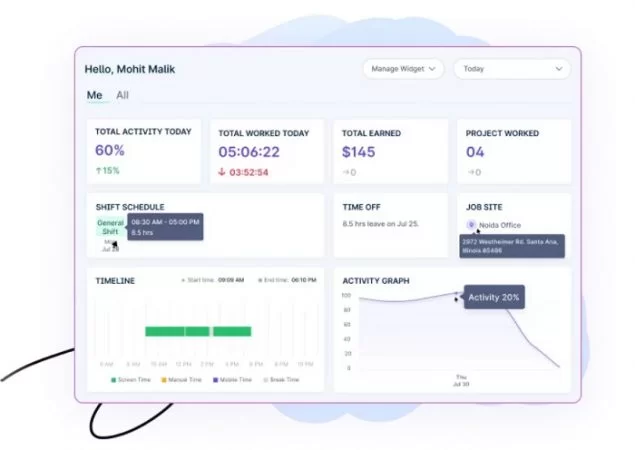 Hello, Mohit Malik
Manage Widget
Today
Me
All
TOTAL ACTIVITY TODAY
60%
↑15%
TOTAL WORKED TODAY
05:06:22
↓ 03:52:54
TOTAL EARNED
$145
→0
PROJECT WORKED
04
→0
SHIFT SCHEDULE
General
Shift
08:30 AM - 05:00 PM
8.5 hrs
Jul
TIME OFF
8.5 hrs leave on Jul 25.
JOB SITE
Noida Office
2972 Westheimer Rd. Santa Ana,
Illinois 85486
TIMELINE
Start time: 09:09 AM
End time: 06:10 PM
8 AM
10 AM
12 PM
2 PM
4 PM
6 PM
8 PM
10 PM
Screen Time
Manual Time
Mobile Time
Break Time
ACTIVITY GRAPH
100
80
60
40
20
0
Activity 20%
Thu
Jul 30